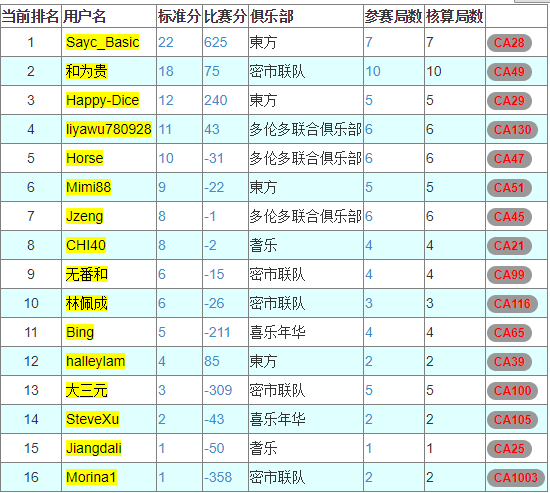 当前排名 用户名 标准分 比赛分 俱乐部 参赛局数 核算局数
1 Sayc_Basic 22 625 東方 7 7 CA28
2 和为贵 18 75 密市联队 10 10 CA49
3 Happy-Dice 12 240 東方 5 5 CA29
4 liyawu780928 11 43 多伦多联合俱乐部 6 6 CA130
5 Horse 10 -31 多伦多联合俱乐部 6 6 CA47
6 Mimi88 9 -22 東方 5 5 CA51
7 Jzeng 8 -1 多伦多联合俱乐部 6 6 CA45
8 CHI40 8 -2 耆乐 4 4 CA21
9 无番和 6 -15 密市联队 4 4 CA99
10 林佩成 6 -26 密市联队 3 3 CA116
11 Bing 5 -211 喜乐年华 4 4 CA65
12 halleylam 4 85 東方 2 2 CA39
13 大三元 3 -309 密市联队 5 5 CA100
14 SteveXu 2 -43 喜乐年华 2 2 CA105
15 Jiangdali 1 -50 耆乐 1 1 CA25
16 Morina1 1 -358 密市联队 2 2 CA1003